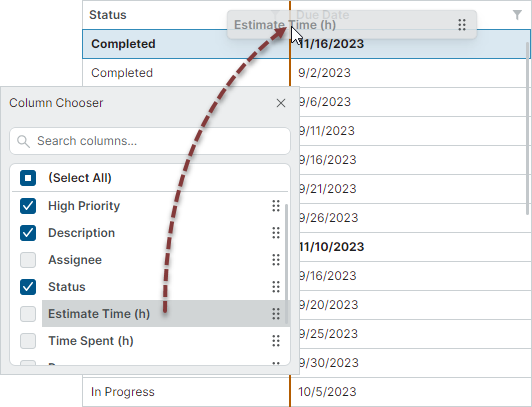 Status
Due Date
Estimate Time (h)
Completed 11/16/2023
Completed 9/2/2023
Column Chooser
9/6/2023
Search columns...
9/11/2023
9/16/2023
(Select All)
9/21/2023
High Priority
9/26/2023
Description
11/10/2023
Assignee
9/16/2023
Status
9/20/2023
Estimate Time (h)
9/25/2023
Time Spent (h)
9/30/2023
In Progress 10/5/2023